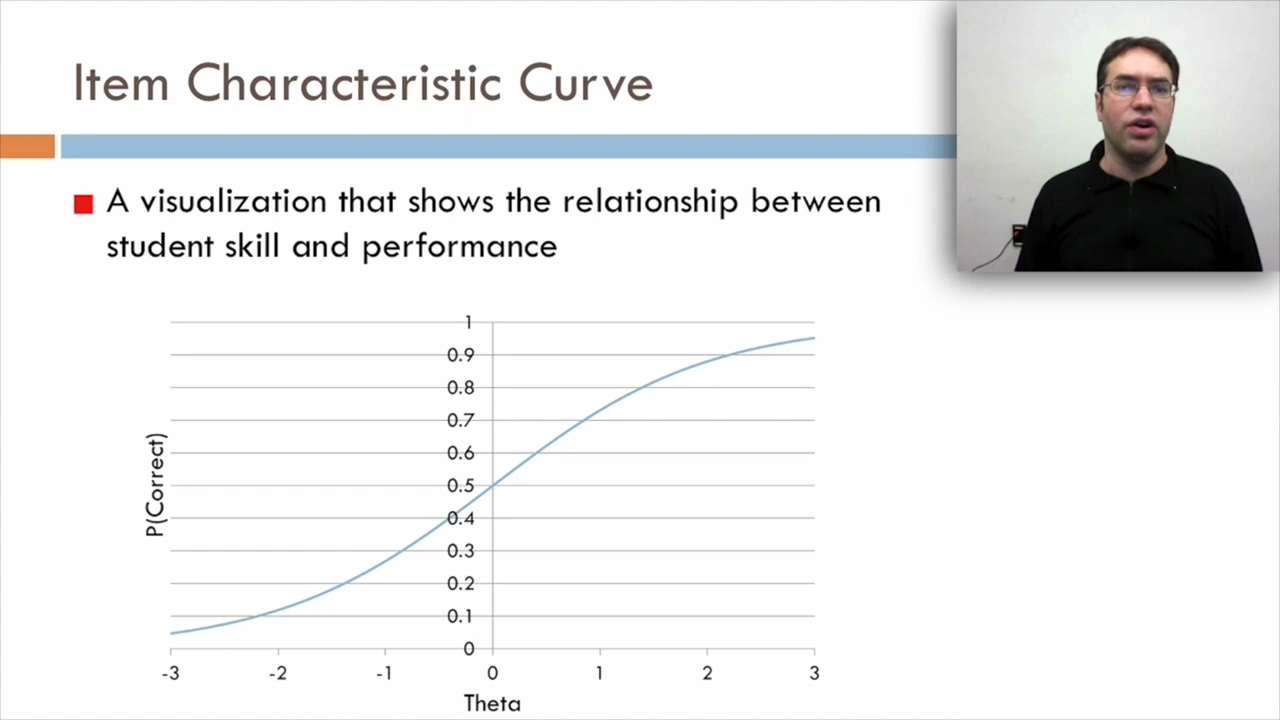 Item Characteristic Curve
A visualization that shows the relationship between
student skill and performance
1
0.9
0.8
0.7
0.6
0.5
0.4
0.3
0.2
0.1
0
P(Correct)
-3 -2 -1 0 1 2 3
Theta